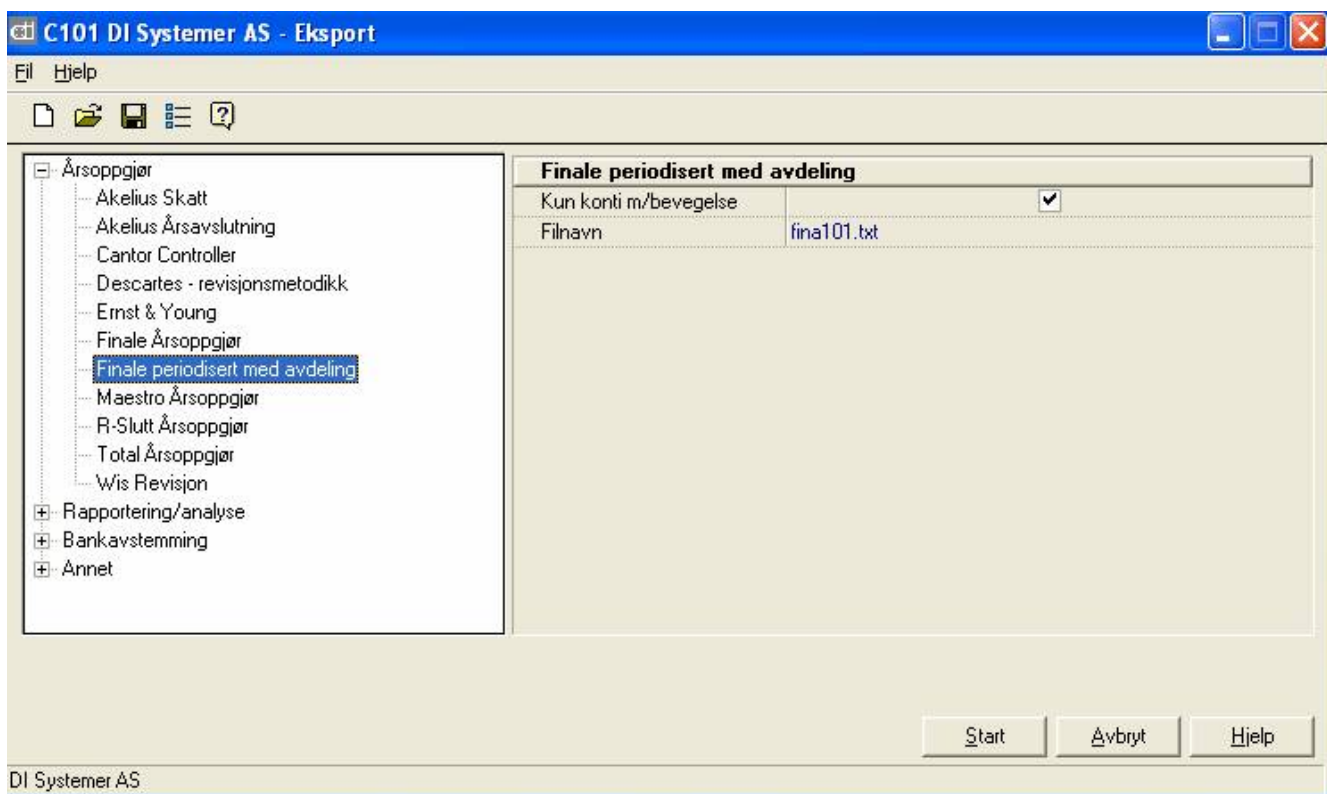 C101 DI Systemer AS - Eksport
Fil Hjelp
Årsoppgjør
Akelius Skatt
Akelius Årsavslutning
Cantor Controller
Descartes - revisjonsmetodikk
Ernst & Young
Finale Årsoppgjør
Finale periodisert med avdeling
Maestro Årsoppgjør
R-Slutt Årsoppgjør
Total Årsoppgjør
Wis Revisjon
Rapportering/analyse
Bankavstemming
Annet
Finale periodisert med avdeling
Kun konti m/bevegelse
Filnavn fina101.txt
Start Avbryt Hjelp
DI Systemer AS